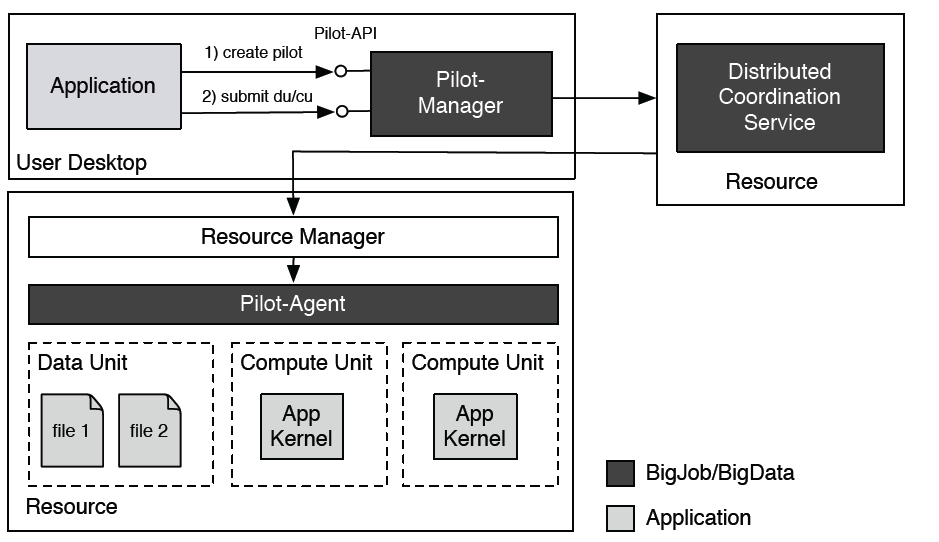 Pilot-API
1) create pilot
Application
2) submit du/cu
Pilot-
Manager
User Desktop
Distributed
Coordination
Service
Resource
Resource Manager
Pilot-Agent
Data Unit
file 1
file 2
Compute Unit
App
Kernel
Compute Unit
App
Kernel
Resource
BigJob/BigData
Application